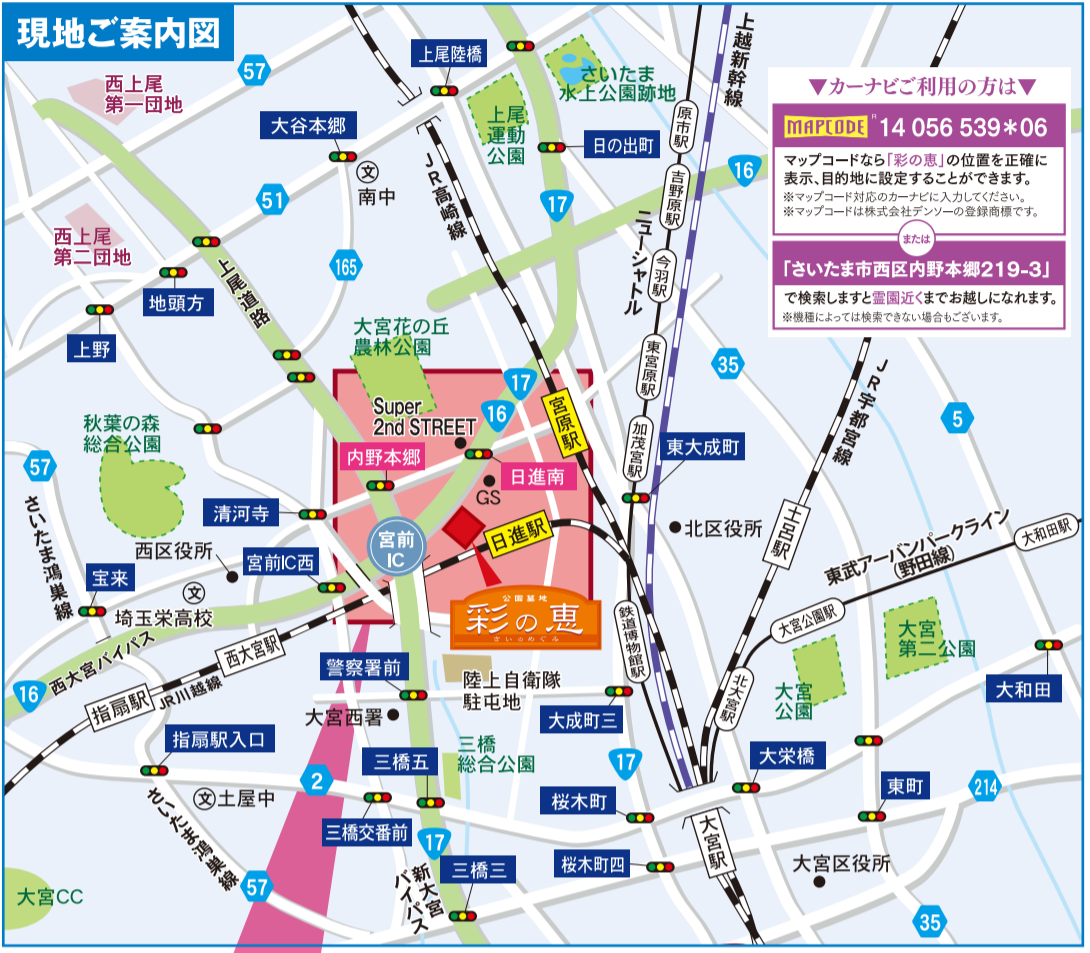 現地ご案内図
57
西上尾
第一団地
上尾陸橋
さいたま
水上公園跡地
上越新幹線
上尾
運動
公園
原市駅
大谷本郷
文
南中
日の出町
JR高崎線
吉野原駅
16
51
17
ニューシャトル
西上尾
第二団地
165
今羽駅
上尾道路
地頭方
上野
大宮花の丘
農林公園
東宮原駅
35
JR宇都宮線
▼カーナビご利用の方は▼
MAPCODE R 14 056 539*06
マップコードなら「彩の恵」の位置を正確に
表示、目的地に設定することができます。
※マップコード対応のカーナビに入力してください。
※マップコードは株式会社デンソーの登録商標です。
または
「さいたま市西区内野本郷219-3」
で検索しますと霊園近くまでお越しになれます。
※機種によっては検索できない場合もございます。
17
16
宮原駅
5
Super
2nd STREET
秋葉の森
総合公園
加茂宮駅
東大成町
57
内野本郷
日進南
GS
さいたま鴻巣線
清河寺
宮前
IC
日進駅
北区役所
土呂駅
東武アーバンパークライン
(野田線)
大和田駅
西区役所
宮前IC西
宝来
文
埼玉栄高校
公園墓地
彩の恵
さいのめぐみ
鉄道博物館駅
大宮公園駅
大宮
第二公園
西大宮バイパス
西大宮駅
16
指扇駅
JR川越線
警察署前
陸上自衛隊
駐屯地
北大宮駅
大宮
公園
大和田
大宮西署
大成町三
指扇駅入口
三橋
総合公園
三橋五
17
大栄橋
2
さいたま鴻巣線
文
土屋中
三橋交番前
桜木町
東町
214
17
大宮駅
新大宮
バイパス
三橋三
桜木町四
大宮区役所
57
大宮CC
35